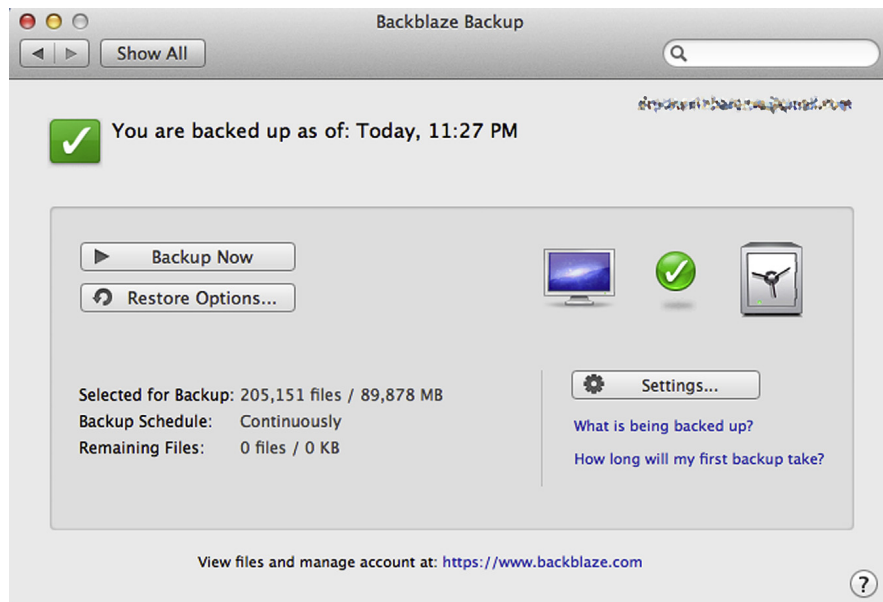 Backblaze Backup
Show All
You are backed up as of: Today, 11:27 PM
Backup Now
Restore Options...
Selected for Backup: 205,151 files / 89,878 MB
Backup Schedule: Continuously
Remaining Files: 0 files / 0 KB
Settings...
What is being backed up?
How long will my first backup take?
View files and manage account at: https://www.backblaze.com
?